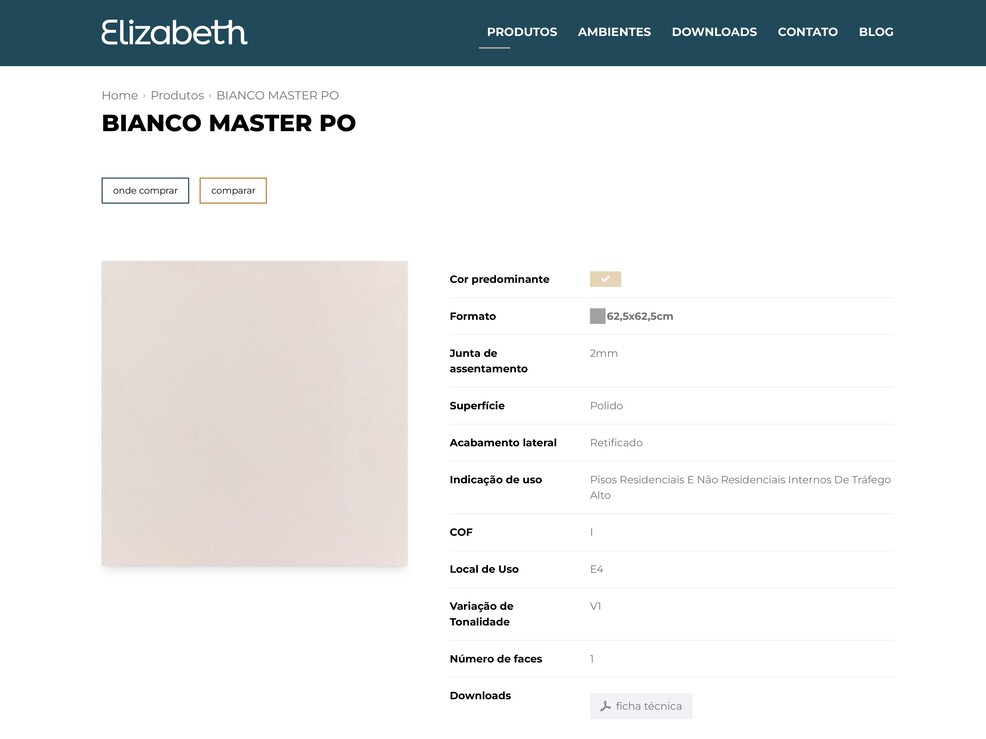 Elizabeth
PRODUTOS AMBIENTES DOWNLOADS CONTATO BLOG
Home › Produtos › BIANCO MASTER PO
BIANCO MASTER PO
onde comprar comparar
Cor predominante
Formato 62,5x62,5cm
Junta de 2mm
assentamento
Superfície Polido
Acabamento lateral Retificado
Indicação de uso Pisos Residenciais E Não Residenciais Internos De Tráfego
Alto
COF I
Local de Uso E4
Variação de V1
Tonalidade
Número de faces 1
Downloads ficha técnica